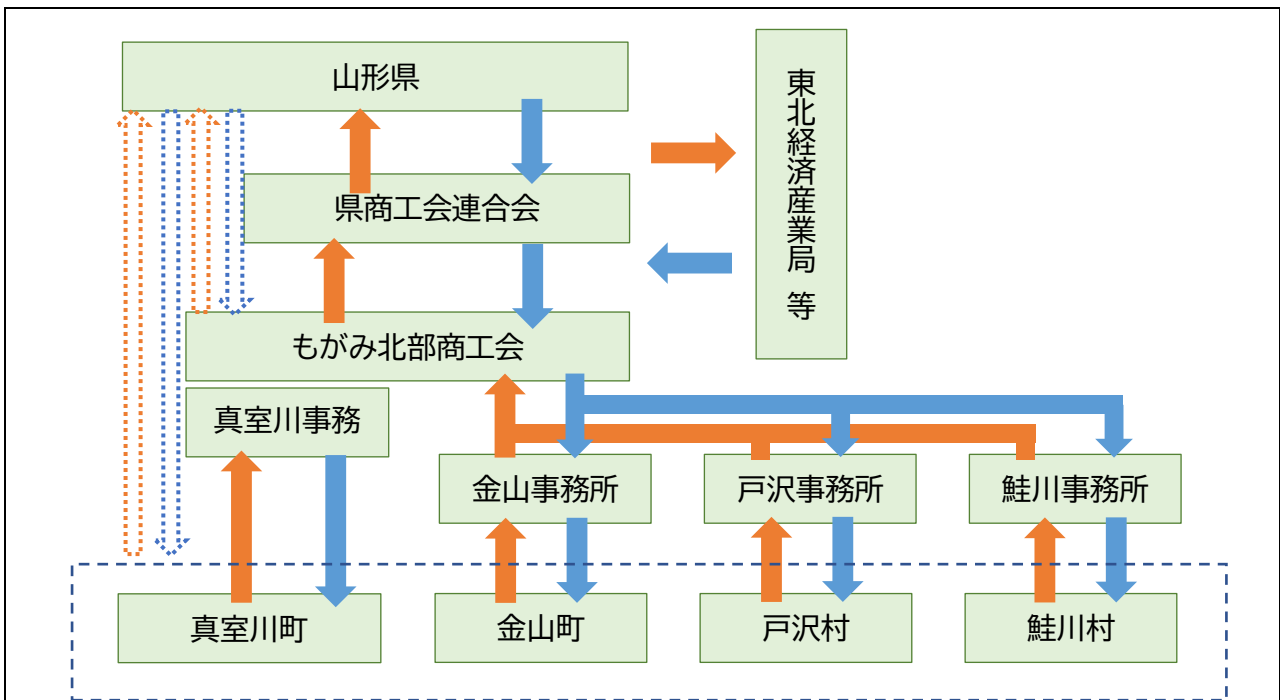 山形県
東北経済産業局 等
県商工会連合会
もがみ北部商工会
真室川事務
金山事務所
戸沢事務所
鮭川事務所
真室川町
金山町
戸沢村
鮭川村